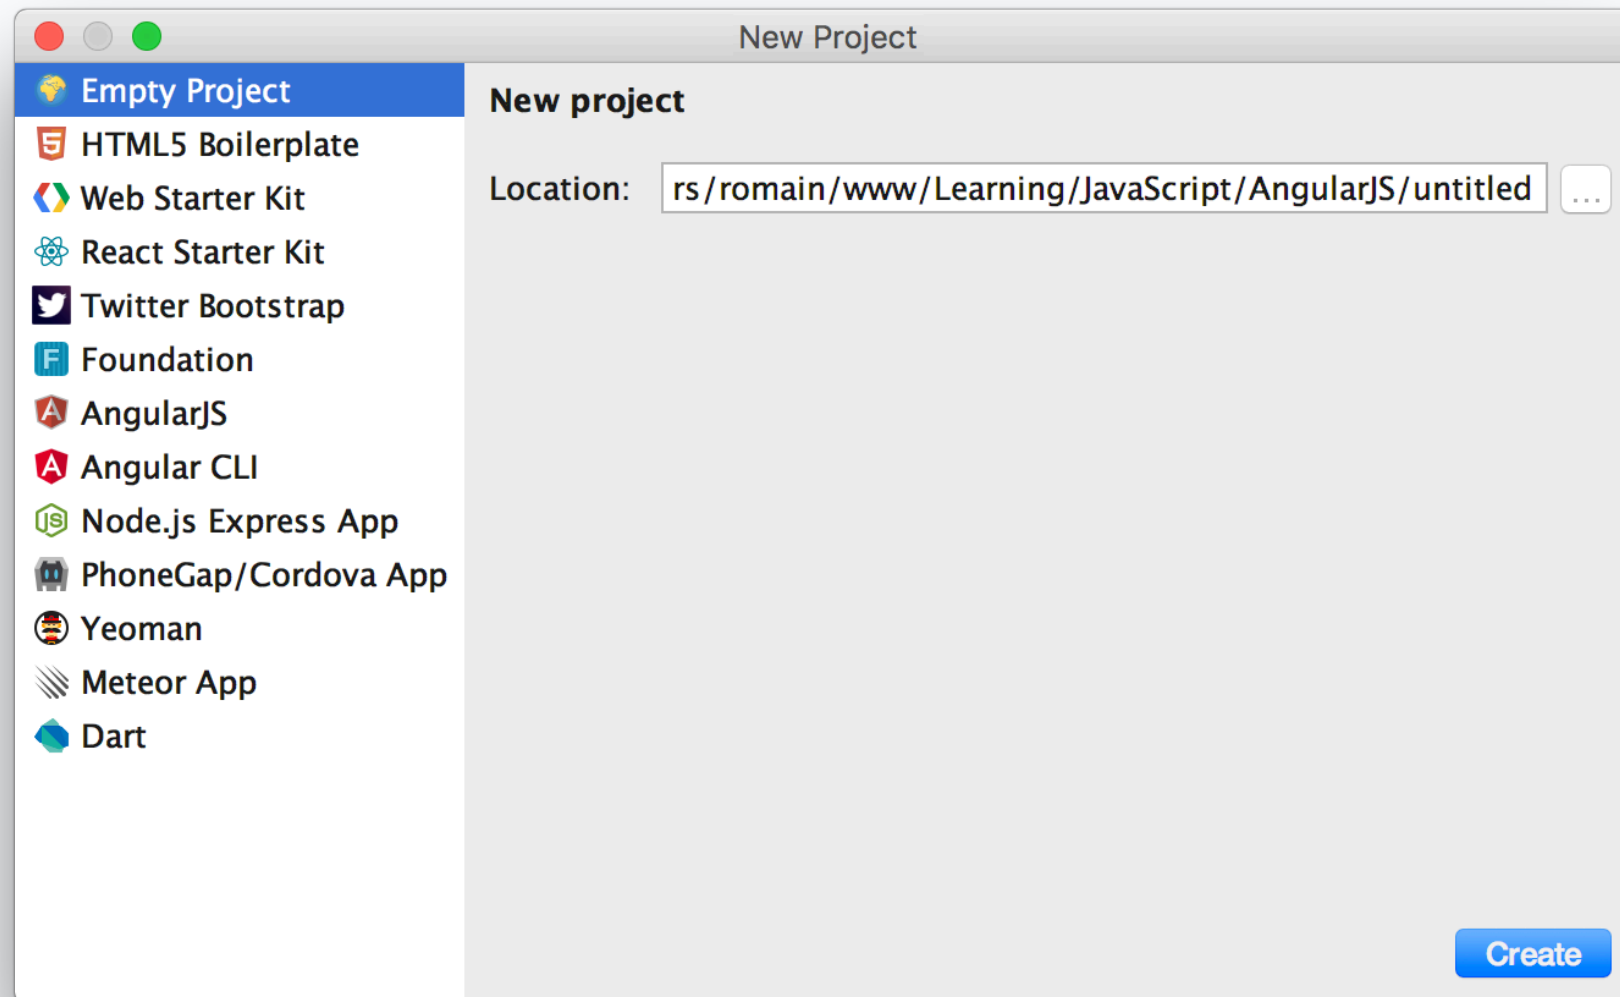 New Project
Empty Project
HTML5 Boilerplate
Web Starter Kit
React Starter Kit
Twitter Bootstrap
Foundation
AngularJS
Angular CLI
Node.js Express App
PhoneGap/Cordova App
Yeoman
Meteor App
Dart
New project
Location: rs/romain/www/Learning/JavaScript/AngularJS/untitled ...
Create